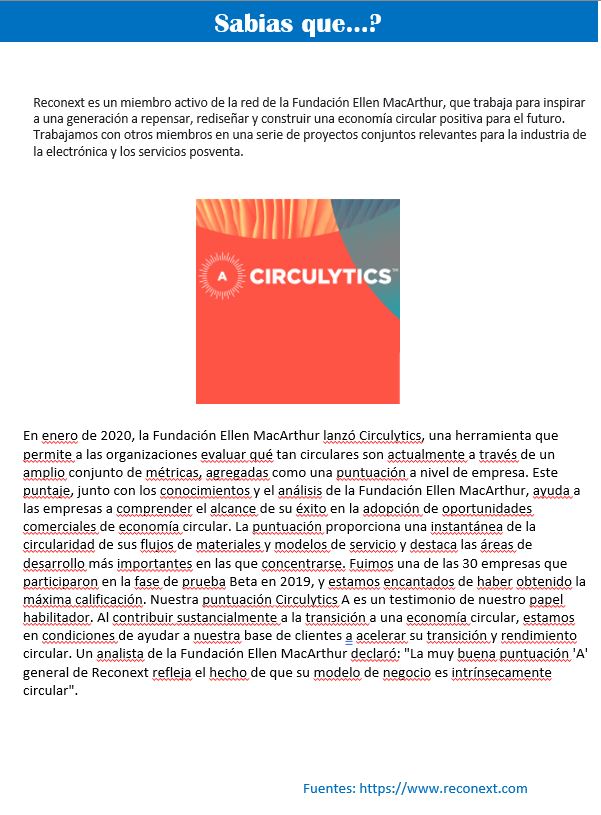 Sabias que...?
Reconext es un miembro activo de la red de la Fundación Ellen MacArthur, que trabaja para inspirar
a una generación a repensar, rediseñar y construir una economía circular positiva para el futuro.
Trabajamos con otros miembros en una serie de proyectos conjuntos relevantes para la industria de
la electrónica y los servicios posventa.
A CIRCULYTICS™
En enero de 2020, la Fundación Ellen MacArthur lanzó Circulytics, una herramienta que
permite a las organizaciones evaluar qué tan circulares son actualmente a través de un
amplio conjunto de métricas, agregadas como una puntuación a nivel de empresa. Este
puntaje, junto con los conocimientos y el análisis de la Fundación Ellen MacArthur, ayuda a
las empresas a comprender el alcance de su éxito en la adopción de oportunidades
comerciales de economía circular. La puntuación proporciona una instantánea de la
circularidad de sus flujos de materiales y modelos de servicio y destaca las áreas de
desarrollo más importantes en las que concentrarse. Fuimos una de las 30 empresas que
participaron en la fase de prueba Beta en 2019, y estamos encantados de haber obtenido la
máxima calificación. Nuestra puntuación Circulytics A es un testimonio de nuestro papel
habilitador. Al contribuir sustancialmente a la transición a una economía circular, estamos
en condiciones de ayudar a nuestra base de clientes a acelerar su transición y rendimiento
circular. Un analista de la Fundación Ellen MacArthur declaró: "La muy buena puntuación 'A'
general de Reconext refleja el hecho de que su modelo de negocio es intrínsecamente
circular".
Fuentes: https://www.reconext.com